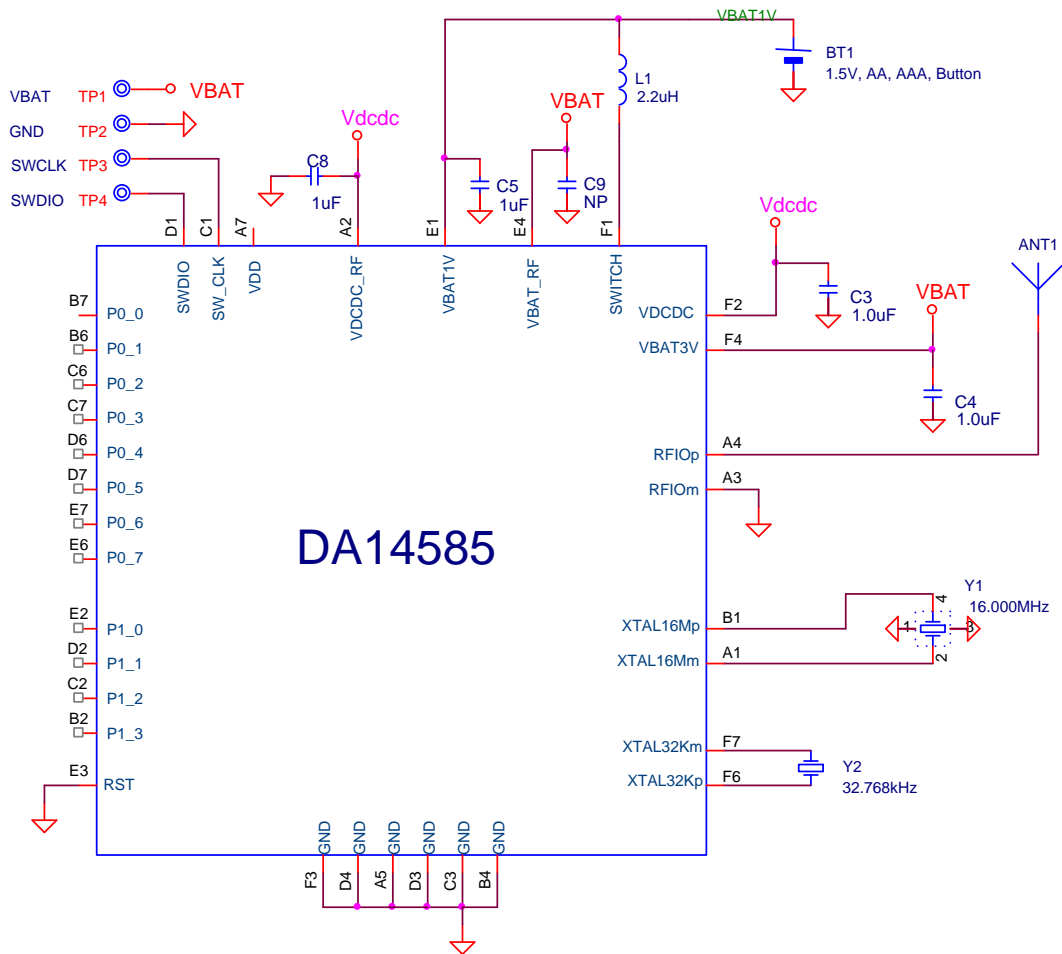 VBAT1V
BT1
1.5V, AA, AAA, Button
L1
2.2uH
VBAT TP1 VBAT
GND TP2
SWCLK TP3
SWDIO TP4
Vdcdc
C8
1uF
C5
1uF
VBAT
C9
NP
D1 C1 A7 A2 E1 E4 F1
SWDIO SW_CLK VDD VDCDC_RF VBAT1V VBAT_RF SWITCH
Vdcdc
C3
1.0uF
VBAT
C4
1.0uF
ANT1
B7 P0_0
B6 P0_1
C6 P0_2
C7 P0_3
D6 P0_4
D7 P0_5
E7 P0_6
E6 P0_7
E2 P1_0
D2 P1_1
C2 P1_2
B2 P1_3
E3 RST
DA14585
VDCDC F2
VBAT3V F4
RFIOp A4
RFIOm A3
XTAL16Mp B1
XTAL16Mm A1
XTAL32Km F7
XTAL32Kp F6
Y1
16.000MHz
4
1 3
2
Y2
32.768kHz
GND GND GND GND GND GND
F3 D4 A5 D3 C3 B4